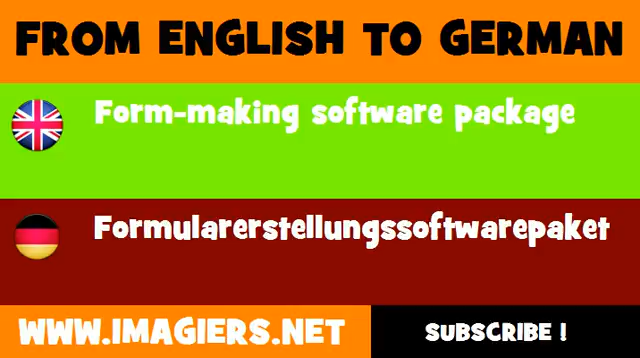 FROM ENGLISH TO GERMAN
Form-making software package
Formularerstellungssoftwarepaket
WWW.IMAGIERS.NET
SUBSCRIBE !